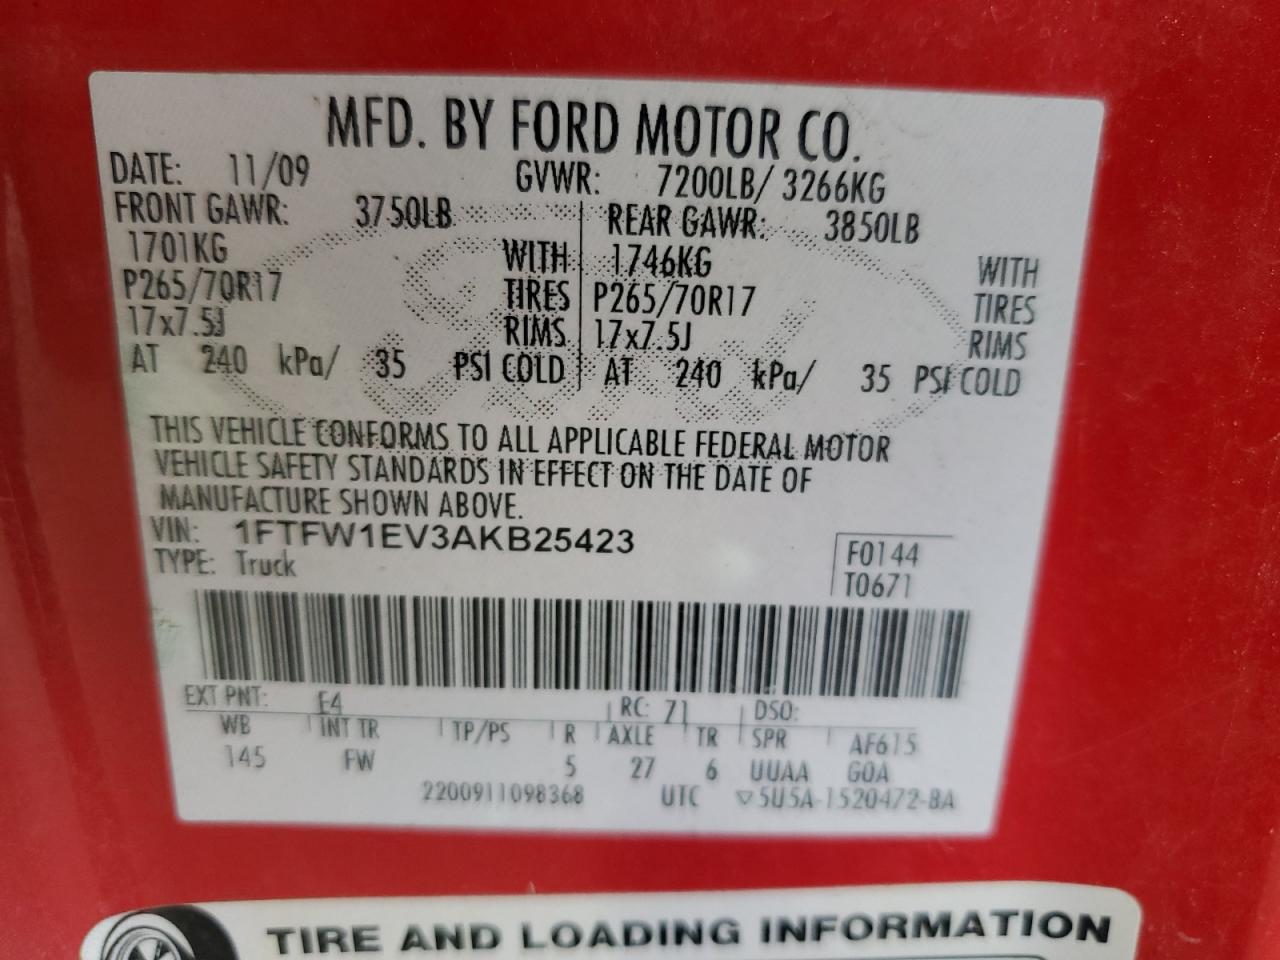 MFD. BY FORD MOTOR CO.
DATE: 11/09 GVWR: 7200LB/ 3266KG
FRONT GAWR: 3750LB REAR GAWR: 3850LB
1701KG WITH 1746KG WITH
P265/70R17 TIRES P265/70R17 TIRES
17x7.5J RIMS 17x7.5J RIMS
AT 240 kPa/ 35 PSI COLD AT 240 kPa/ 35 PSI COLD
THIS VEHICLE CONFORMS TO ALL APPLICABLE FEDERAL MOTOR
VEHICLE SAFETY STANDARDS IN EFFECT ON THE DATE OF
MANUFACTURE SHOWN ABOVE.
VIN: 1FTFW1EV3AKB25423
TYPE: Truck
F0144
T0671
EXT PNT: E4 RC: 71 DSO:
WB INT TR TP/PS R AXLE TR SPR AF615
145 FW 5 27 6 UUAA GOA
2200911098368 UTC ▽5U5A-1520472-BA
TIRE AND LOADING INFORMATION